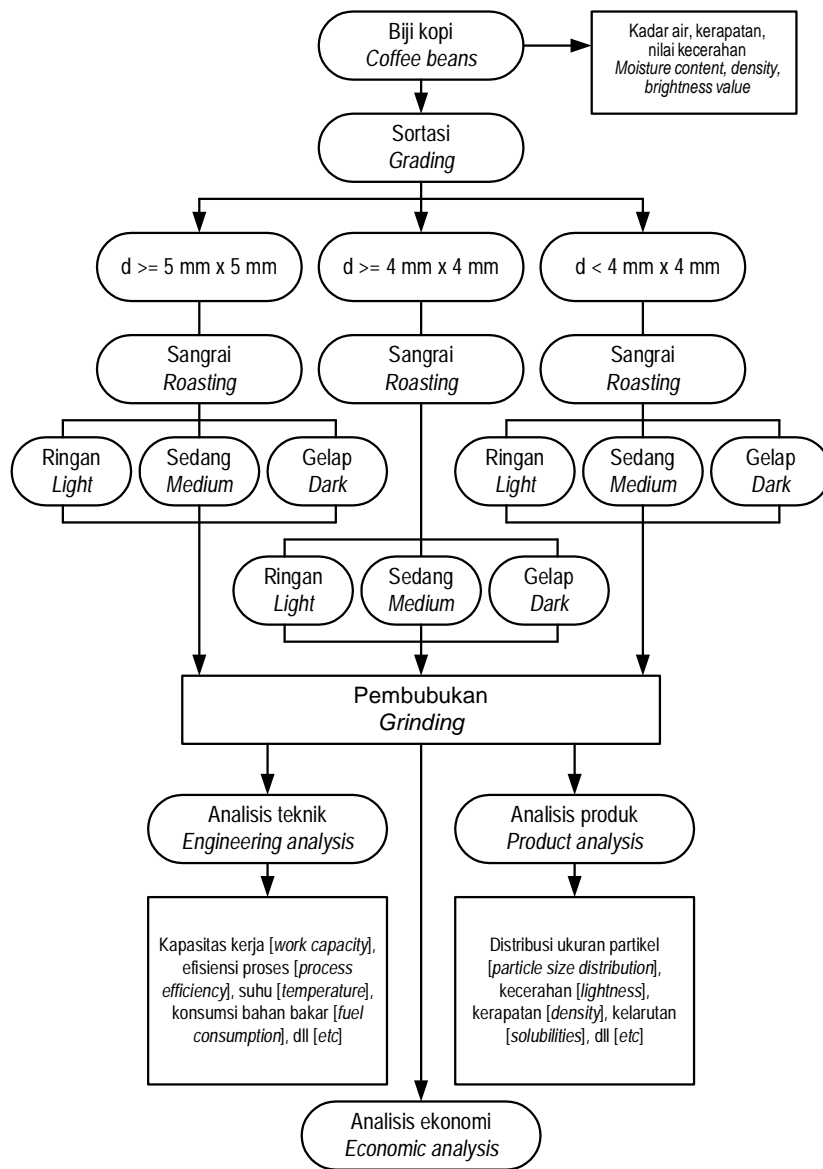 Biji kopi
Coffee beans
Kadar air, kerapatan,
nilai kecerahan
Moisture content, density,
brightness value
Sortasi
Grading
d >= 5 mm x 5 mm
d >= 4 mm x 4 mm
d < 4 mm x 4 mm
Sangrai
Roasting
Sangrai
Roasting
Sangrai
Roasting
Ringan
Light
Sedang
Medium
Gelap
Dark
Ringan
Light
Sedang
Medium
Gelap
Dark
Ringan
Light
Sedang
Medium
Gelap
Dark
Pembubukan
Grinding
Analisis teknik
Engineering analysis
Analisis produk
Product analysis
Kapasitas kerja [work capacity],
efisiensi proses [process
efficiency], suhu [temperature],
konsumsi bahan bakar [fuel
consumption], dll [etc]
Distribusi ukuran partikel
[particle size distribution],
kecerahan [lightness],
kerapatan [density], kelarutan
[solubilities], dll [etc]
Analisis ekonomi
Economic analysis